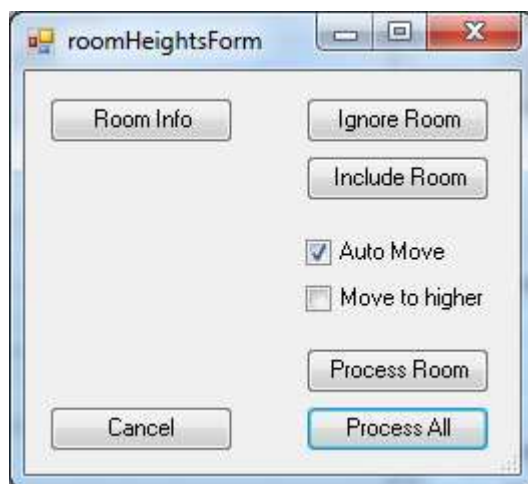 roomHeightsForm
Room Info
Ignore Room
Include Room
Auto Move
Move to higher
Process Room
Cancel
Process All